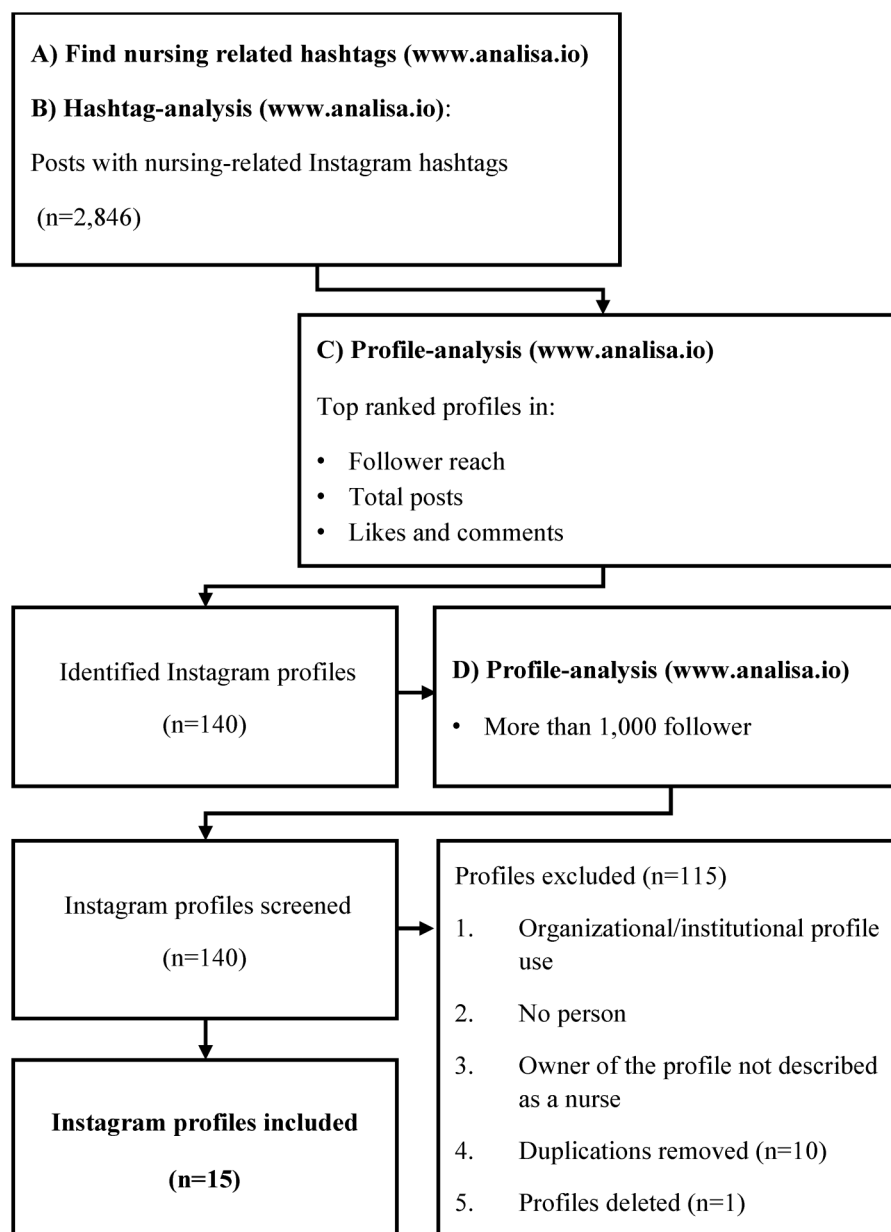 A) Find nursing related hashtags (www.analisa.io)
B) Hashtag-analysis (www.analisa.io):
Posts with nursing-related Instagram hashtags
(n=2,846)
C) Profile-analysis (www.analisa.io)
Top ranked profiles in:
• Follower reach
• Total posts
• Likes and comments
Identified Instagram profiles
(n=140)
D) Profile-analysis (www.analisa.io)
• More than 1,000 follower
Instagram profiles screened
(n=140)
Profiles excluded (n=115)
1. Organizational/institutional profile
use
2. No person
3. Owner of the profile not described
as a nurse
4. Duplications removed (n=10)
5. Profiles deleted (n=1)
Instagram profiles included
(n=15)